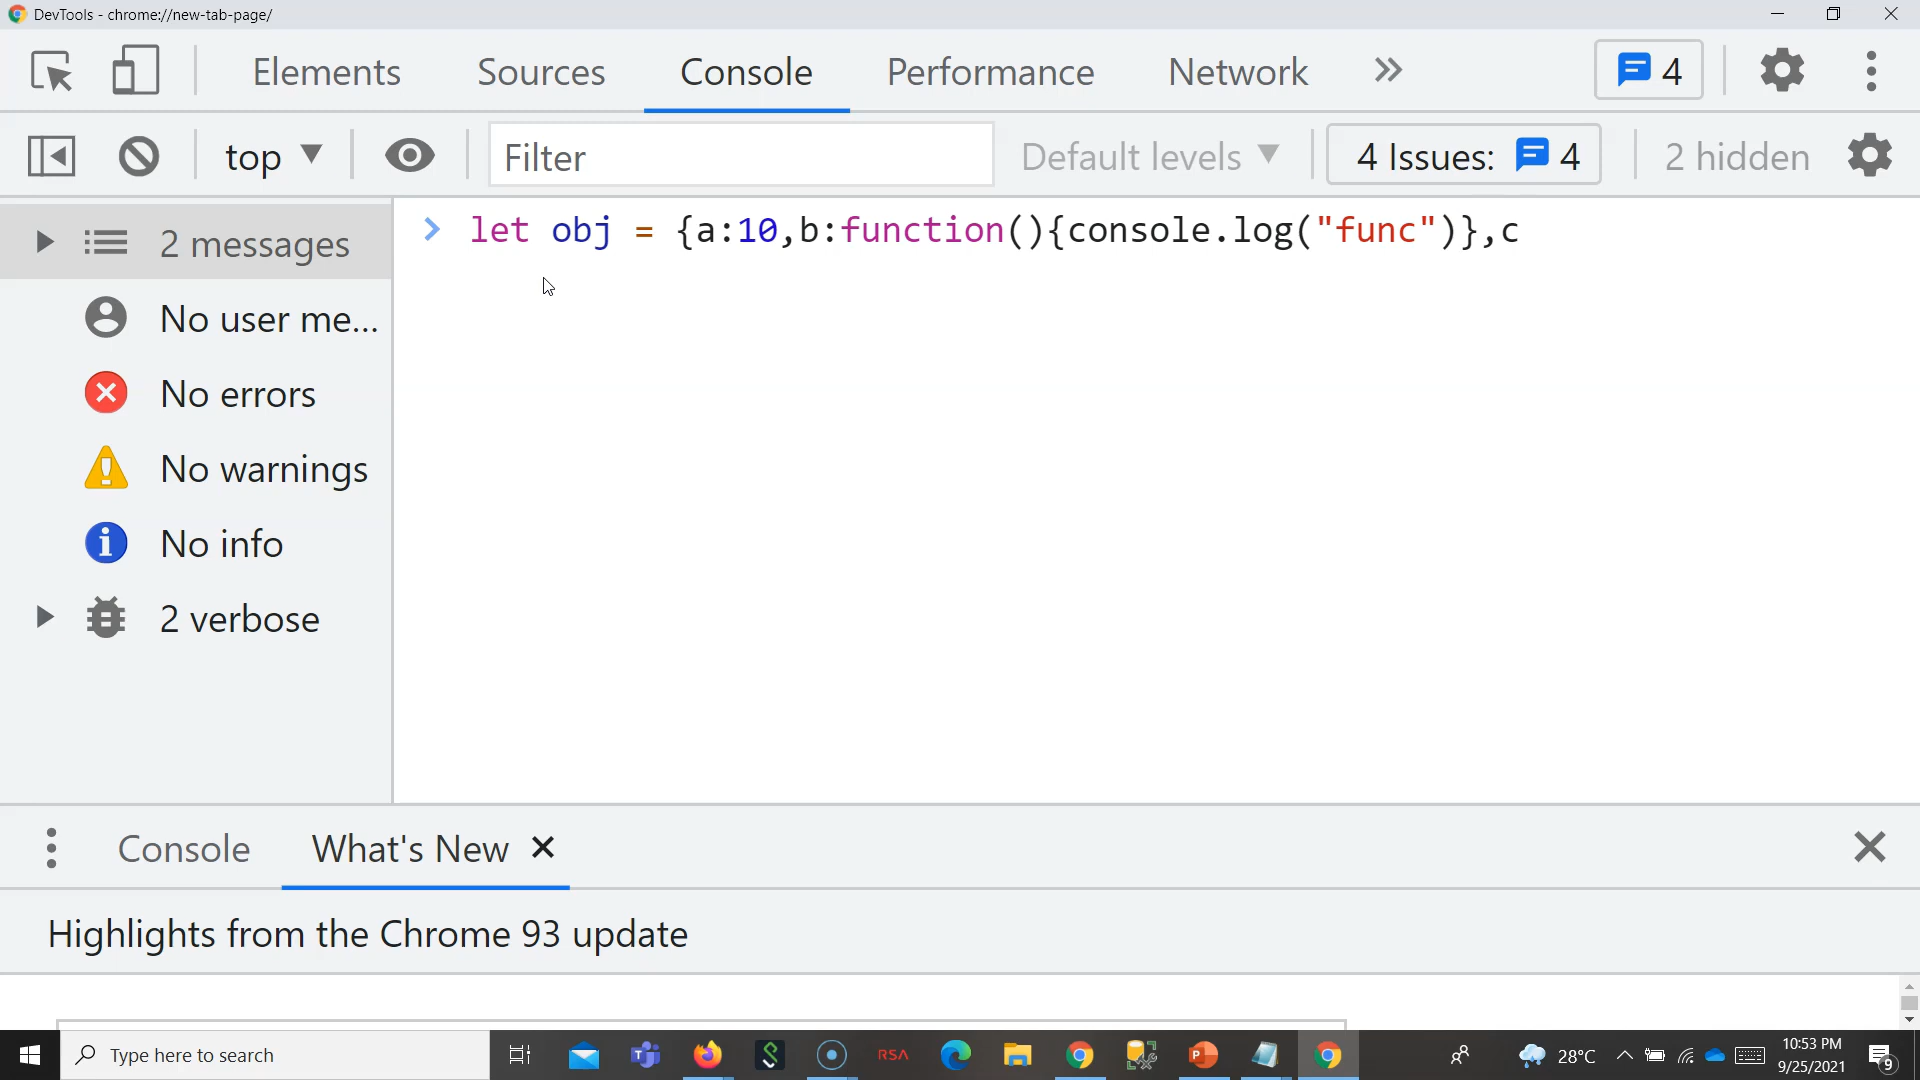 DevTools - chrome://new-tab-page/
Elements Sources Console Performance Network 4
top Filter Default levels 4 Issues: 4 2 hidden
2 messages
let obj = {a:10,b:function(){console.log("func")},c
No user me...
No errors
No warnings
No info
2 verbose
Console What's New
Highlights from the Chrome 93 update
Type here to search
RSA
28°C
10:53 PM
9/25/2021
9